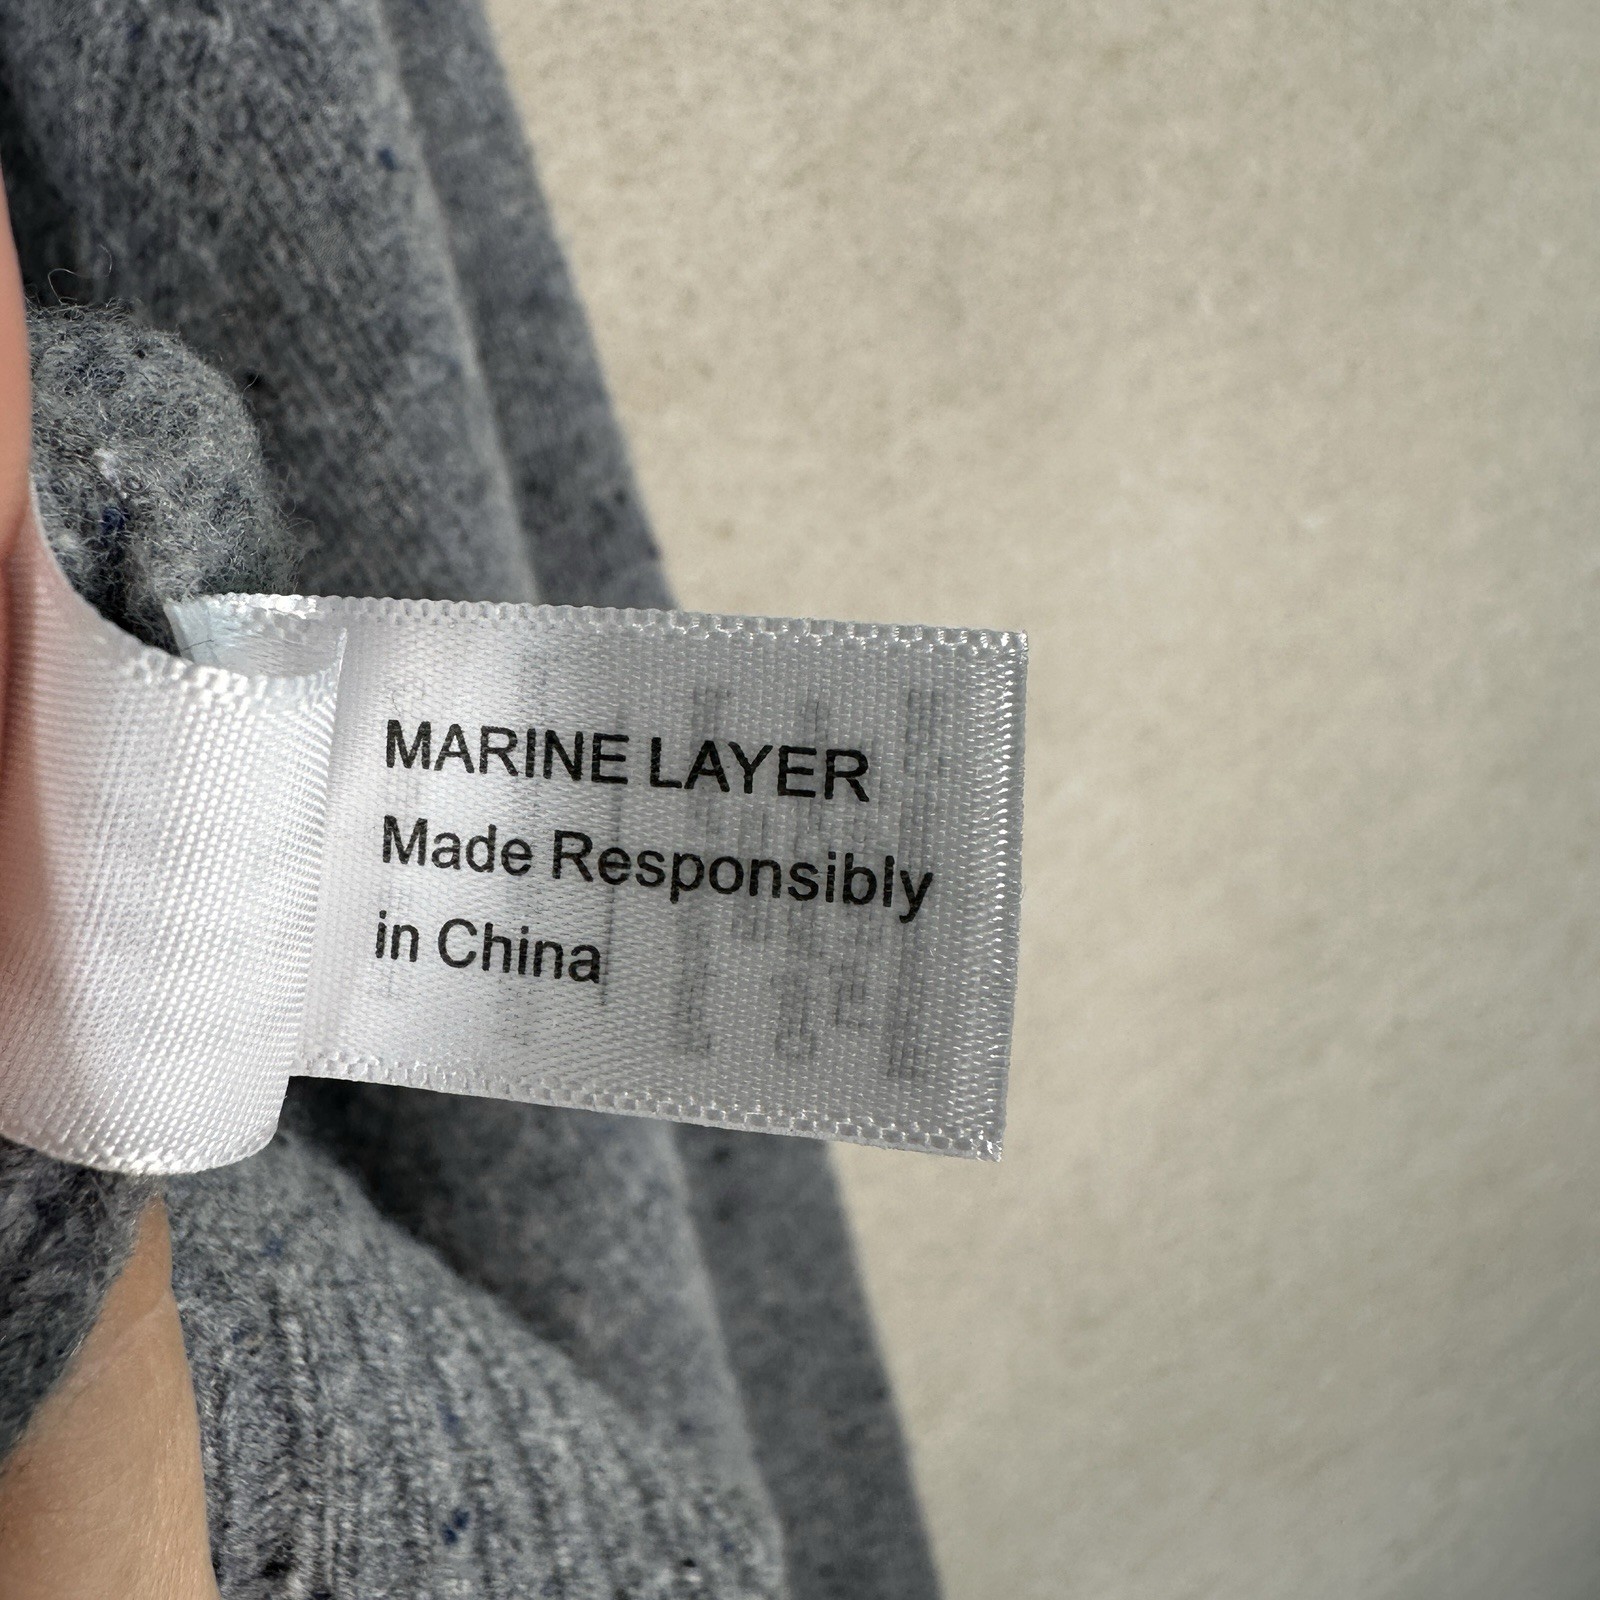 MARINE LAYER
Made Responsibly
in China